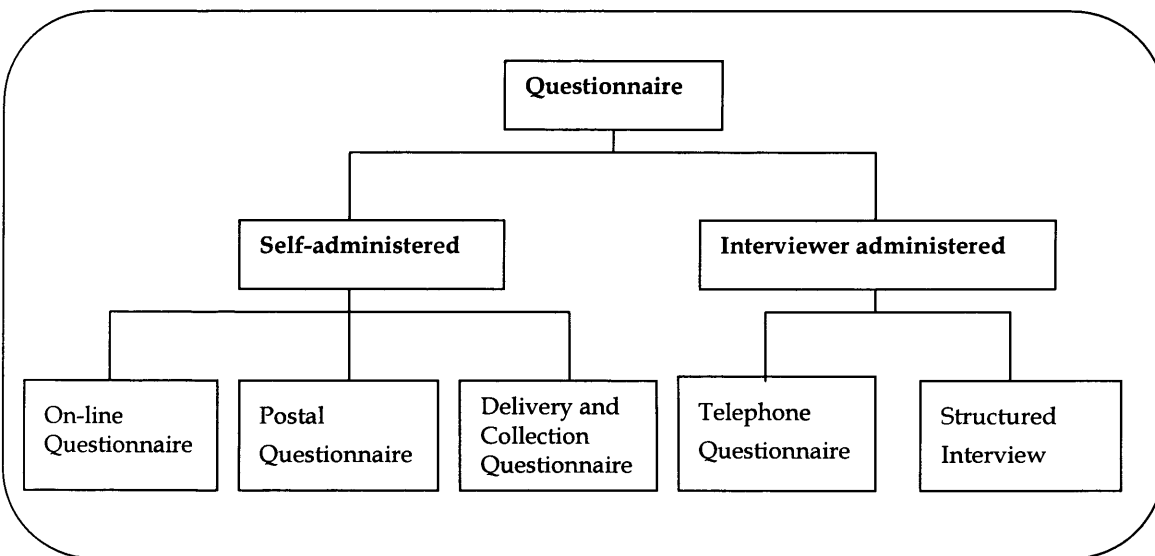 Questionnaire
Self-administered
Interviewer administered
On-line
Questionnaire
Postal
Questionnaire
Delivery and
Collection
Questionnaire
Telephone
Questionnaire
Structured
Interview